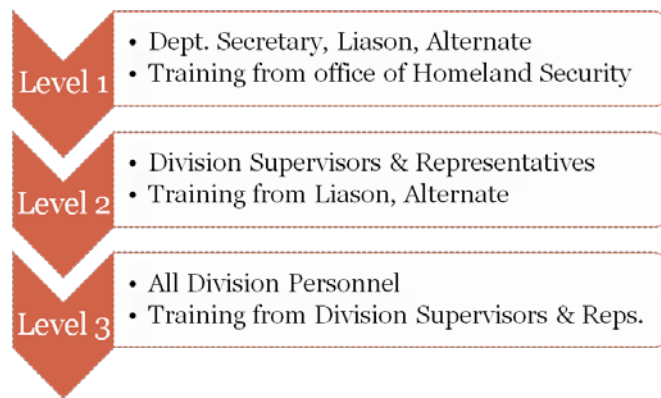 Level 1
• Dept. Secretary, Liason, Alternate
• Training from office of Homeland Security
Level 2
• Division Supervisors & Representatives
• Training from Liason, Alternate
Level 3
• All Division Personnel
• Training from Division Supervisors & Reps.